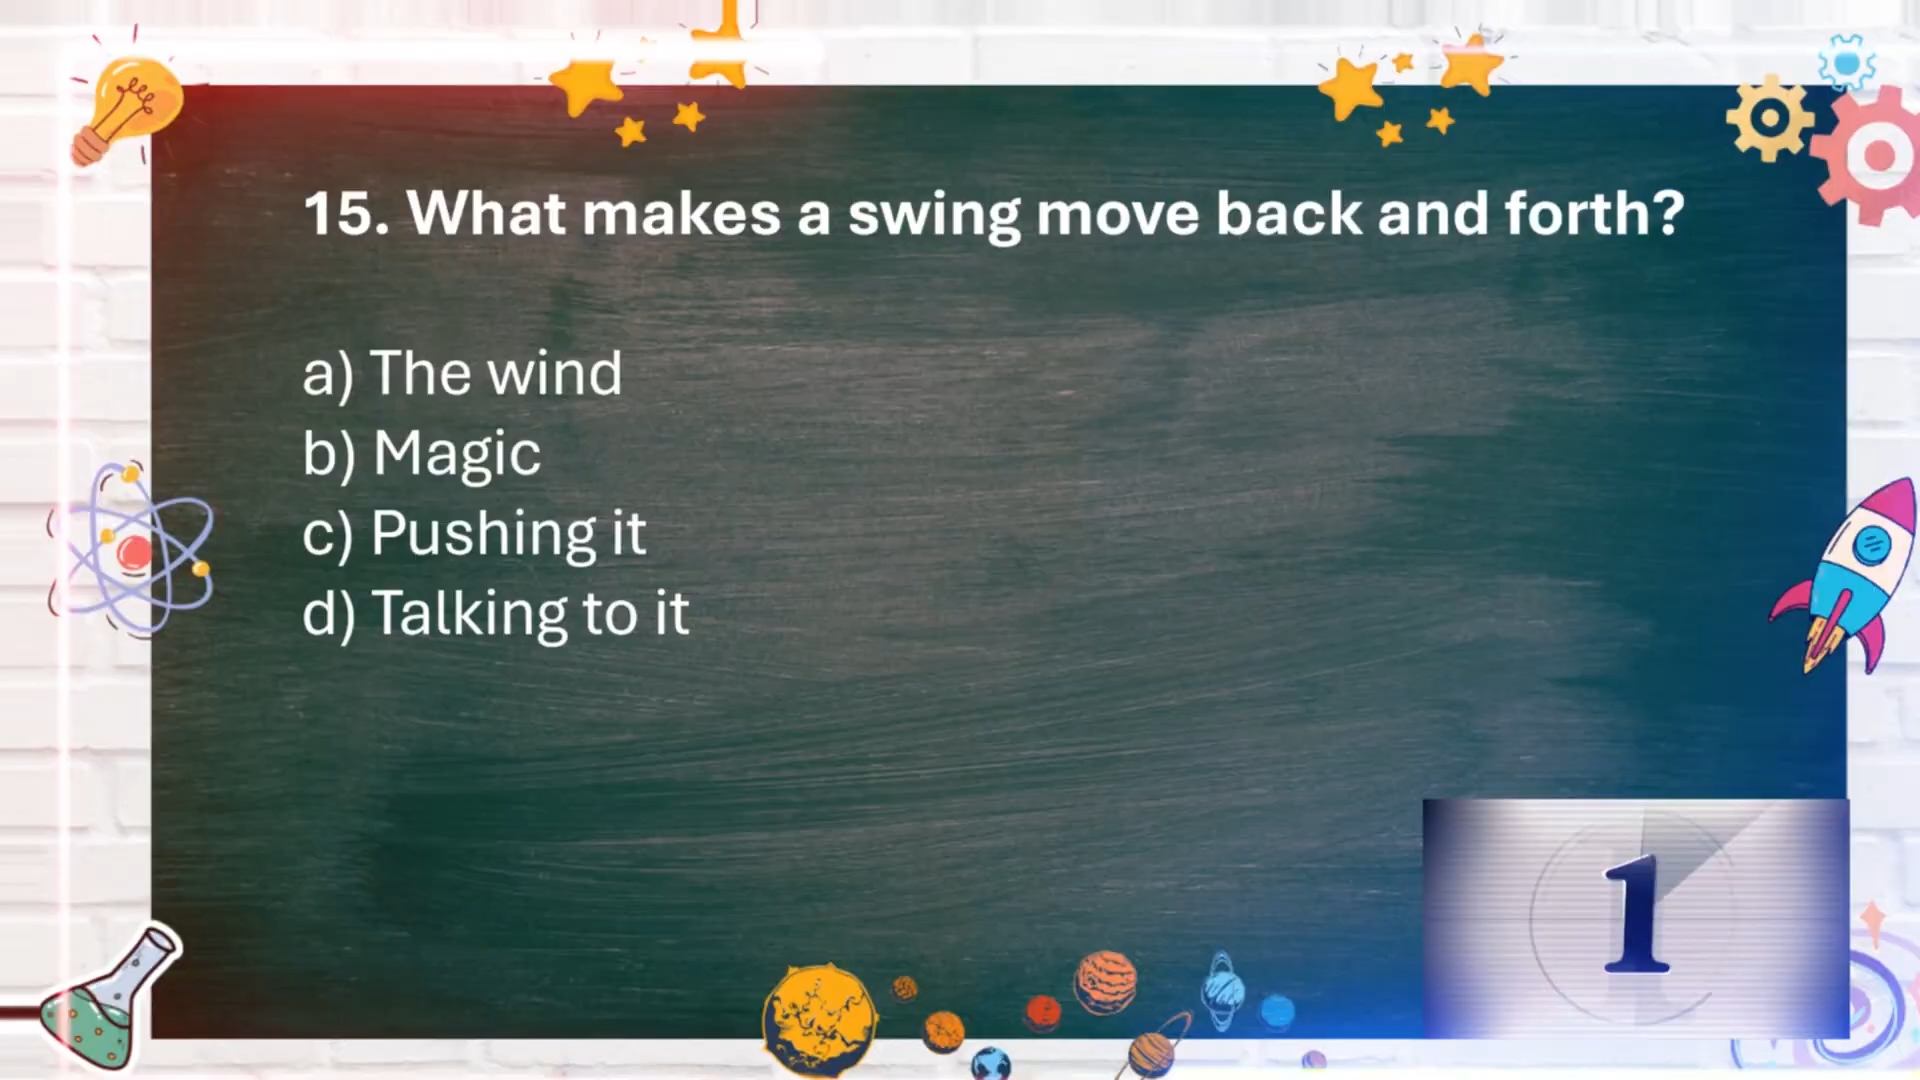 15. What makes a swing move back and forth?
a) The wind
b) Magic
c) Pushing it
d) Talking to it
1